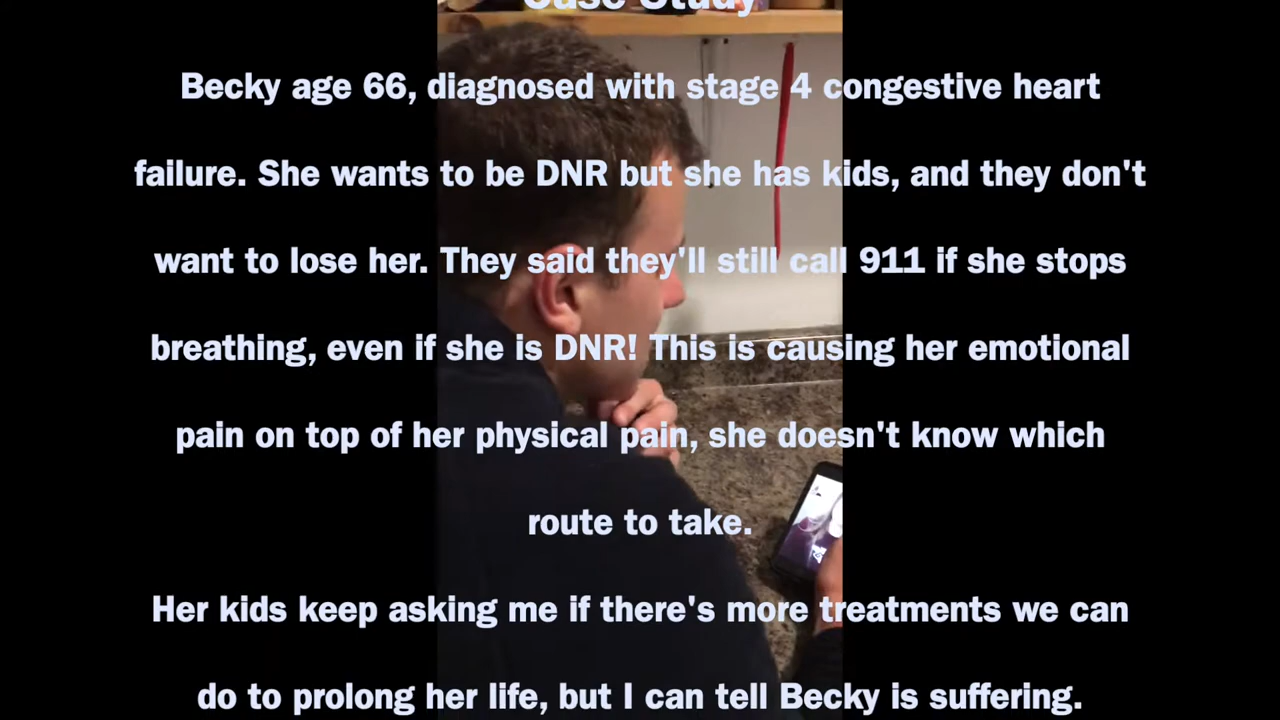 Case Study
Becky age 66, diagnosed with stage 4 congestive heart
failure. She wants to be DNR but she has kids, and they don't
want to lose her. They said they'll still call 911 if she stops
breathing, even if she is DNR! This is causing her emotional
pain on top of her physical pain, she doesn't know which
route to take.
Her kids keep asking me if there's more treatments we can
do to prolong her life, but I can tell Becky is suffering.